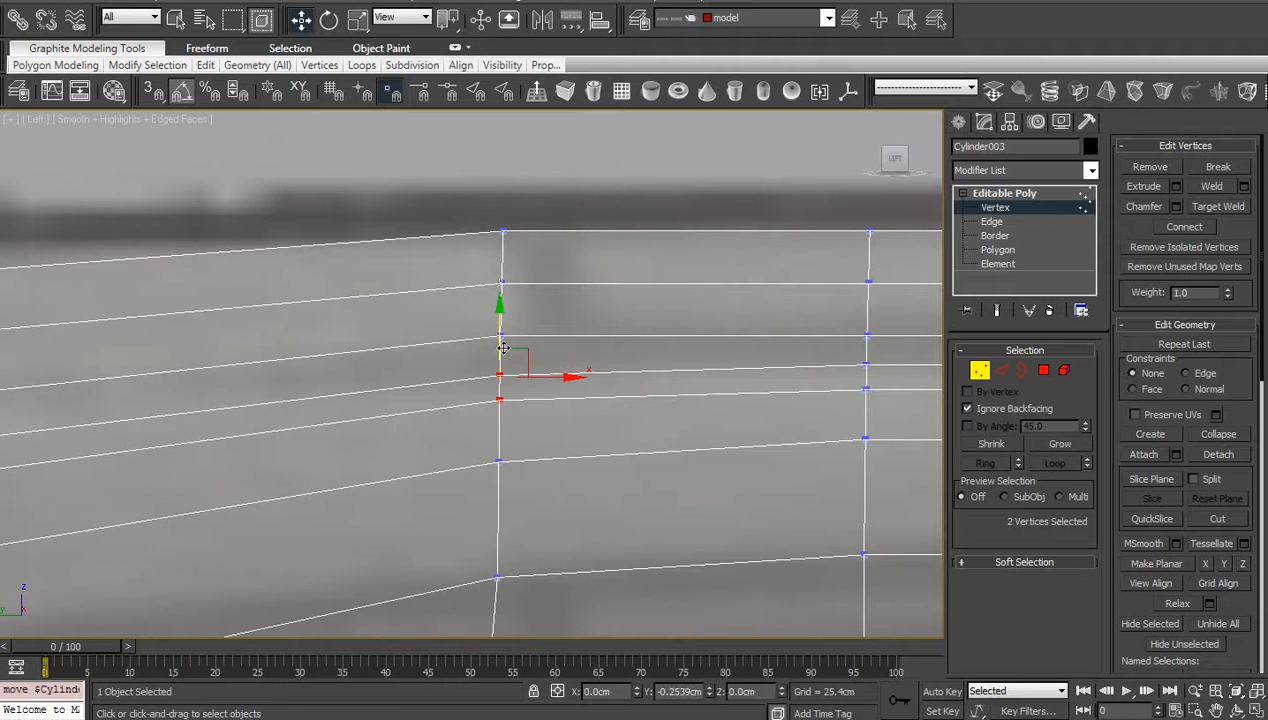 All View model
Graphite Modeling Tools Freeform Selection Object Paint
Polygon Modeling Modify Selection Edit Geometry (All) Vertices Loops Subdivision Align Visibility Prop...
3 % XY
[ + ] [ Left ] [ Smooth + Highlights + Edged Faces ]
LEFT
x
z
y x
Cylinder003
Modifier List
Editable Poly
Vertex
Edge
Border
Polygon
Element
- Selection
By Vertex
Ignore Backfacing
By Angle: 45.0
Shrink Grow
Ring Loop
Preview Selection
Off SubObj Multi
2 Vertices Selected
+ Soft Selection
- Edit Vertices
Remove Break
Extrude Weld
Chamfer Target Weld
Connect
Remove Isolated Vertices
Remove Unused Map Verts
Weight: 1.0
- Edit Geometry
Repeat Last
Constraints
None Edge
Face Normal
Preserve UVs
Create Collapse
Attach Detach
Slice Plane Split
Slice Reset Plane
QuickSlice Cut
MSmooth Tessellate
Make Planar X Y Z
View Align Grid Align
Relax
Hide Selected Unhide All
Hide Unselected
Named Selections:
< 0 / 100 >
0 5 10 15 20 25 30 35 40 45 50 55 60 65 70 75 80 85 90 95 100
move $Cylind 1 Object Selected X: 0.0cm Y: -0.2539cm Z: 0.0cm Grid = 25.4cm Auto Key Selected
Welcome to M Click or click-and-drag to select objects Add Time Tag Set Key Key Filters... 0